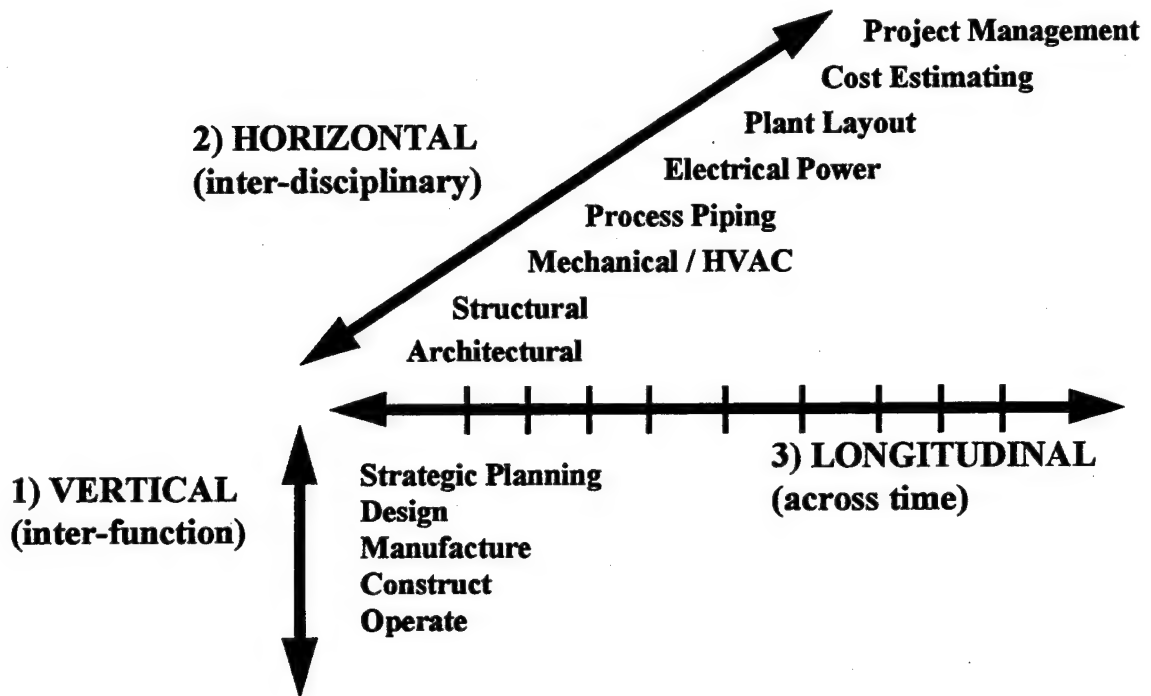 Project Management
Cost Estimating
2) HORIZONTAL
(inter-disciplinary)
Plant Layout
Electrical Power
Process Piping
Mechanical / HVAC
Structural
Architectural
3) LONGITUDINAL
(across time)
1) VERTICAL
(inter-function)
Strategic Planning
Design
Manufacture
Construct
Operate